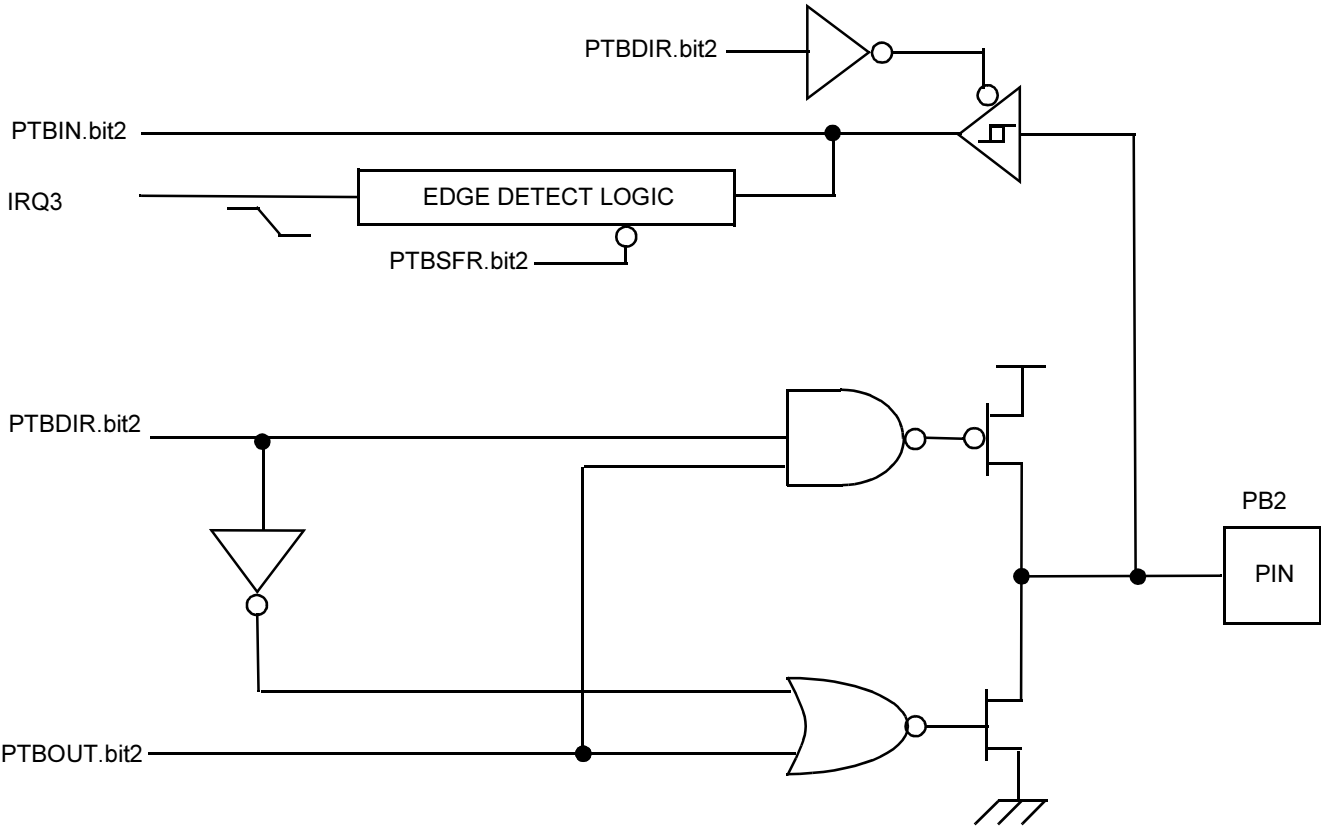 PTBDIR.bit2
PTBIN.bit2
IRQ3
EDGE DETECT LOGIC
PTBSFR.bit2
PTBDIR.bit2
PB2
PIN
PTBOUT.bit2